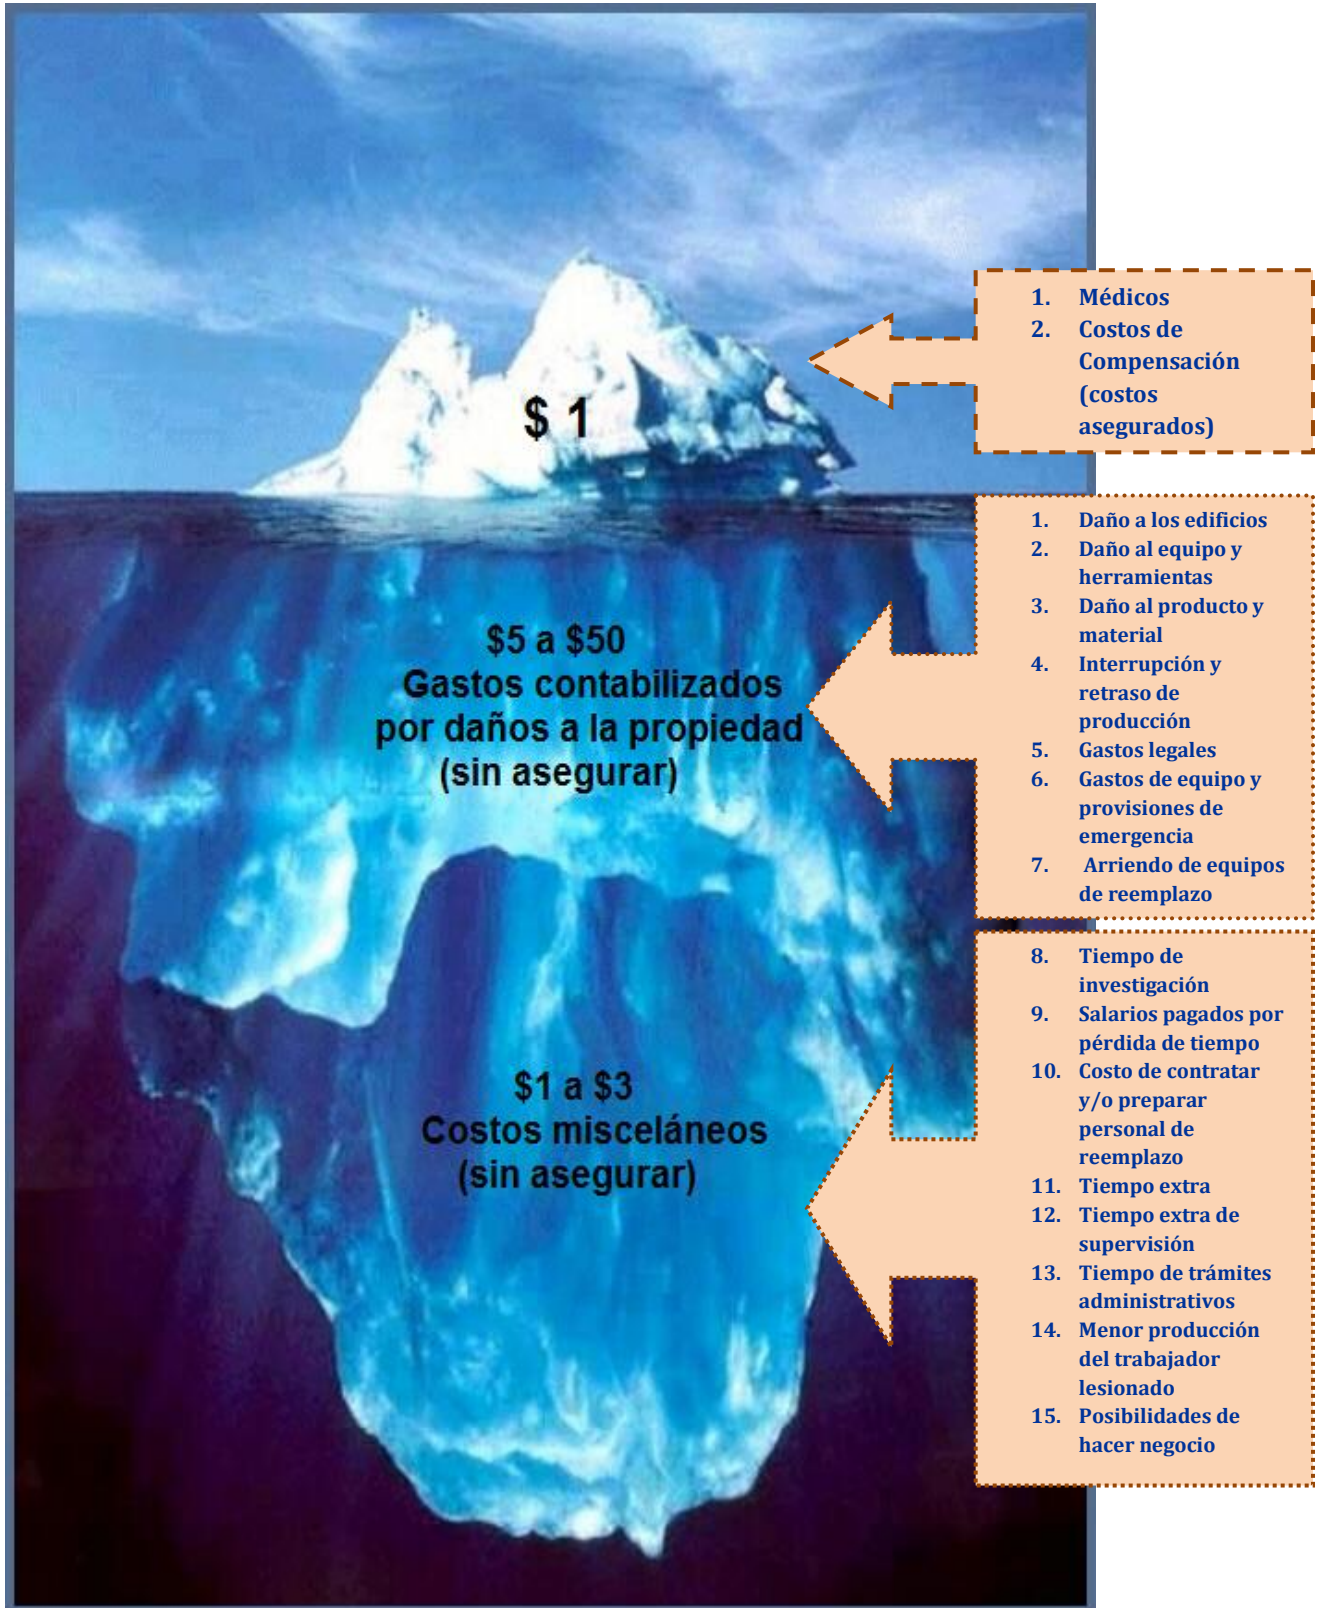 1. Médicos
2. Costos de
Compensación
(costos
asegurados)
$ 1
1. Daño a los edificios
2. Daño al equipo y
herramientas
3. Daño al producto y
material
4. Interrupción y
retraso de
producción
5. Gastos legales
6. Gastos de equipo y
provisiones de
emergencia
7. Arriendo de equipos
de reemplazo
$5 a $50
Gastos contabilizados
por daños a la propiedad
(sin asegurar)
8. Tiempo de
investigación
9. Salarios pagados por
pérdida de tiempo
10. Costo de contratar
y/o preparar
personal de
reemplazo
11. Tiempo extra
12. Tiempo extra de
supervisión
13. Tiempo de trámites
administrativos
14. Menor producción
del trabajador
lesionado
15. Posibilidades de
hacer negocio
$1 a $3
Costos misceláneos
(sin asegurar)